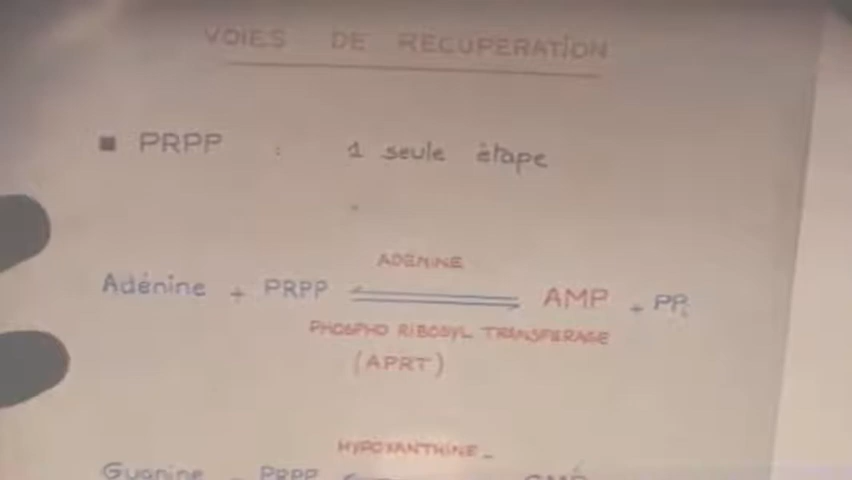 VOIES DE RECUPERATION
■ PRPP : 1 seule étape
ADENINE
Adénine + PRPP ⇌ AMP + PPi
PHOSPHO RIBOSYL TRANSFERASE
(APRT)
HYPOXANTHINE -
Guanine PRPP GMP